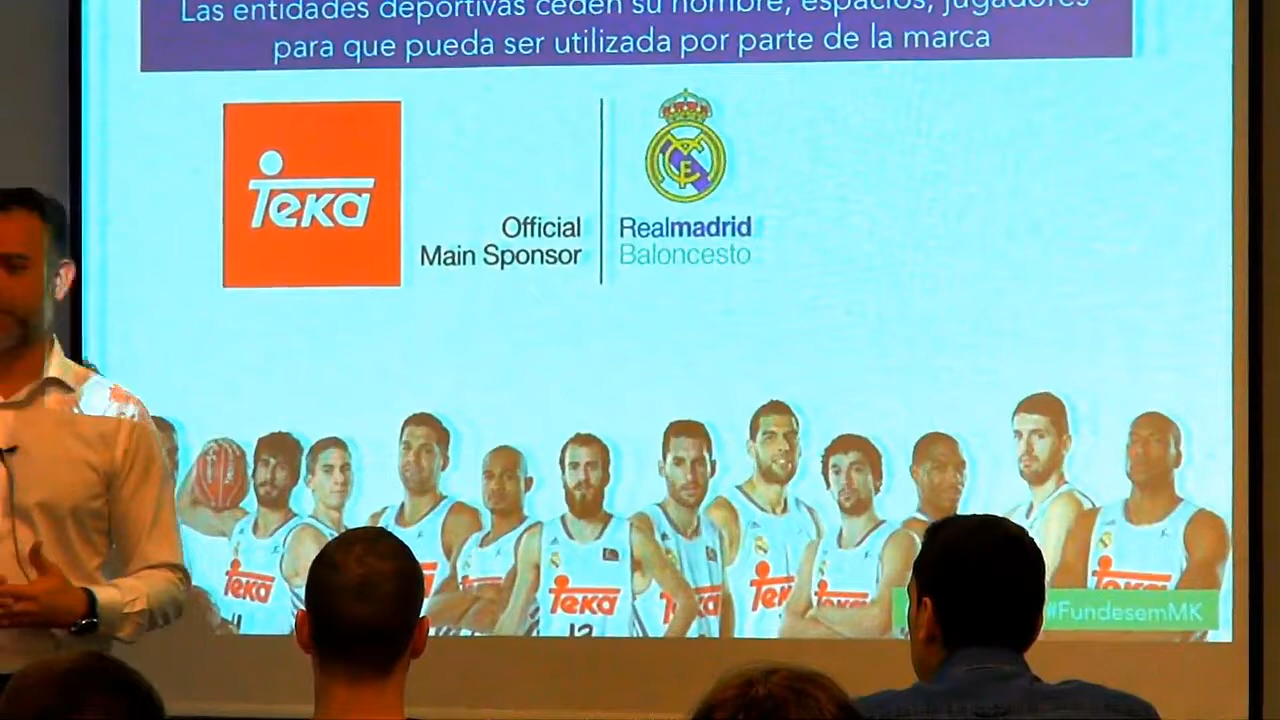 Las entidades deportivas ceden su nombre, espacios, jugadores
para que pueda ser utilizada por parte de la marca
Teka
Official
Main Sponsor
Realmadrid
Baloncesto
Teka
Teka
Teka
Teka
#FundesemMK